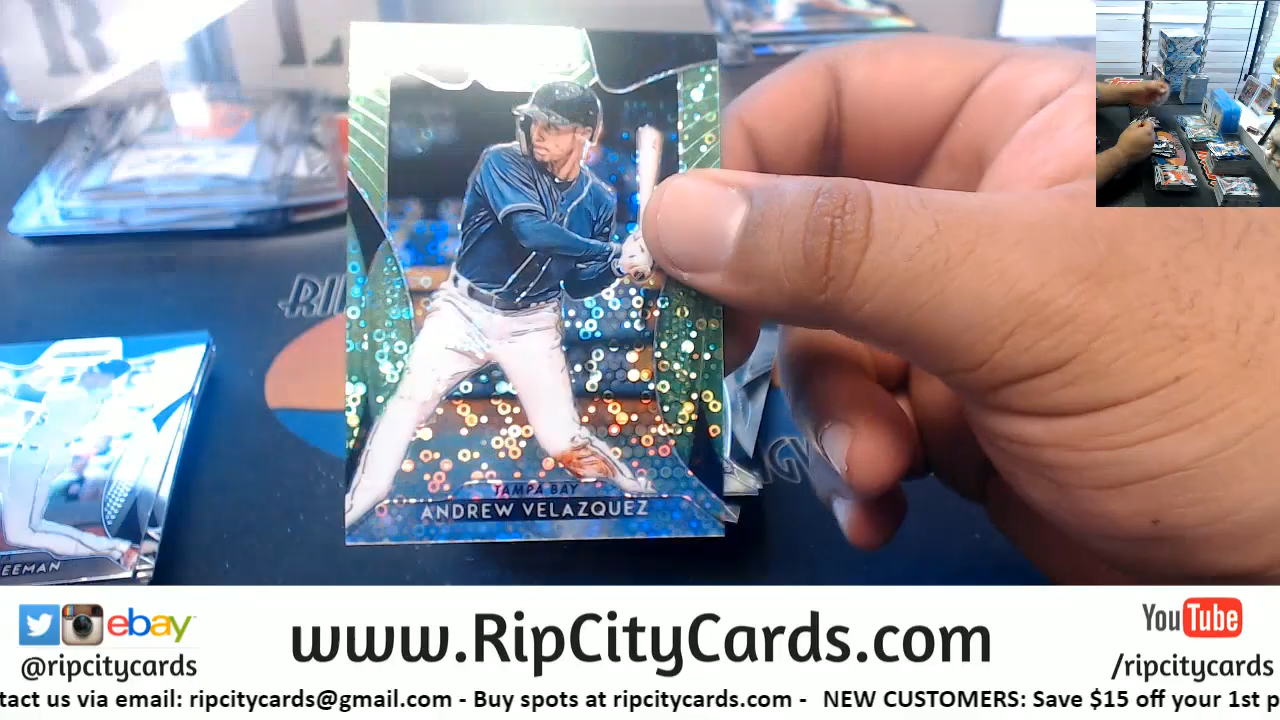 TAMPA BAY
ANDREW VELAZQUEZ
EEMAN
ebay
@ripcitycards
www.RipCityCards.com
YouTube
/ripcitycards
tact us via email: ripcitycards@gmail.com - Buy spots at ripcitycards.com - NEW CUSTOMERS: Save $15 off your 1st p